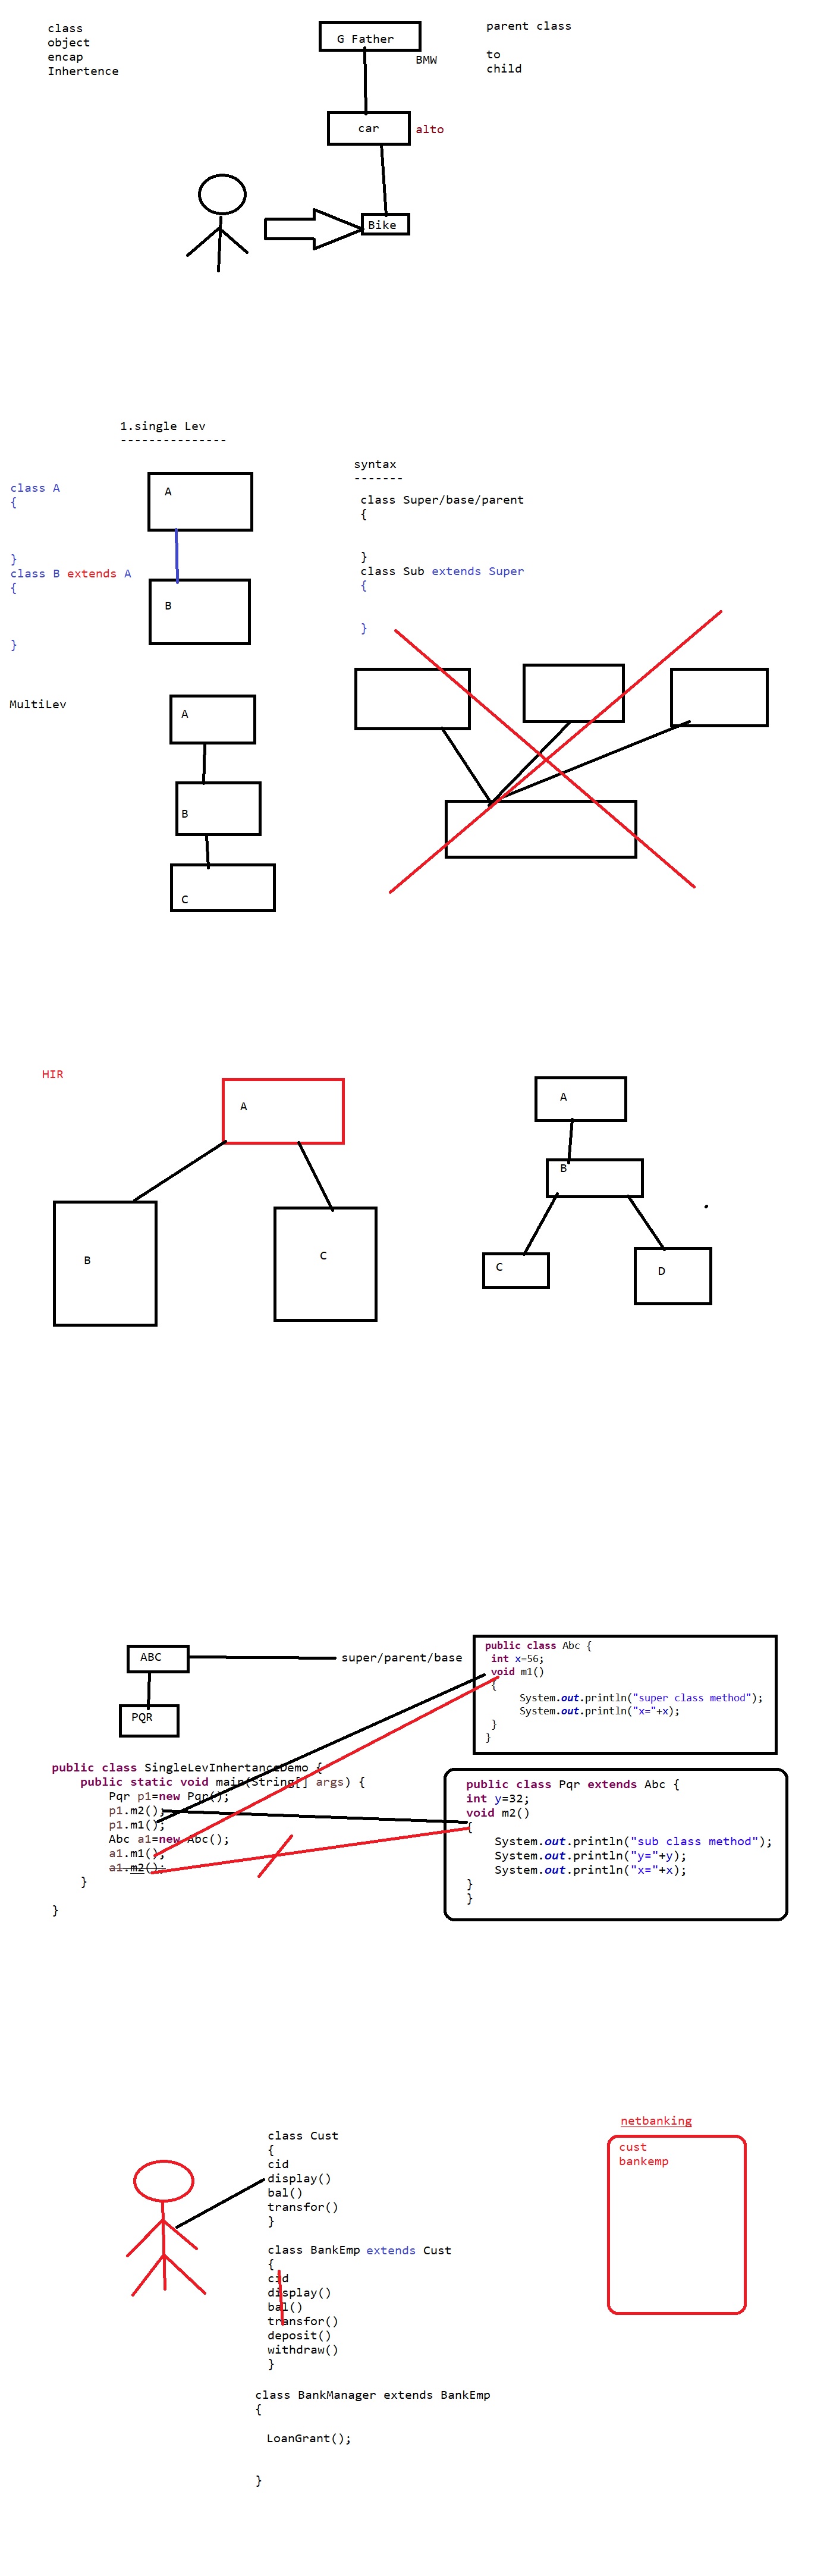 class
object
encap
Inhertence
G Father
BMW
parent class
to
child
car
alto
Bike
1.single Lev
---------------
class A
{
}
class B extends A
{
}
A
B
syntax
-------
class Super/base/parent
{
}
class Sub extends Super
{
}
MultiLev
A
B
C
HIR
A
B
C
A
B
C
D
ABC
super/parent/base
PQR
public class Abc {
int x=56;
void m1()
{
System.out.println("super class method");
System.out.println("x="+x);
}
}
public class SingleLevInhertanceDemo {
public static void main(String[] args) {
Pqr p1=new Pqr();
p1.m2();
p1.m1();
Abc a1=new Abc();
a1.m1();
a1.m2();
}
}
public class Pqr extends Abc {
int y=32;
void m2()
{
System.out.println("sub class method");
System.out.println("y="+y);
System.out.println("x="+x);
}
}
class Cust
{
cid
display()
bal()
transfor()
}
class BankEmp extends Cust
{
cid
display()
bal()
transfor()
deposit()
withdraw()
}
class BankManager extends BankEmp
{
LoanGrant();
}
netbanking
cust
bankemp